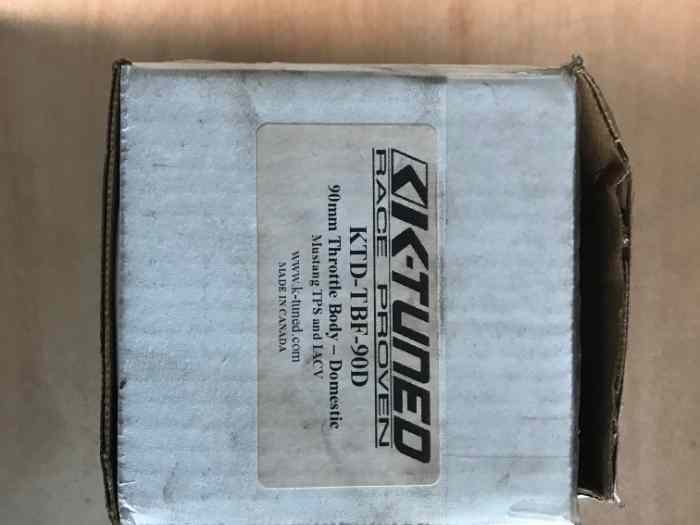 K-TUNED
RACE PROVEN
KTD-TBF-90D
90mm Throttle Body – Domestic
Mustang TPS and IACV
www.k-tuned.com
MADE IN CANADA